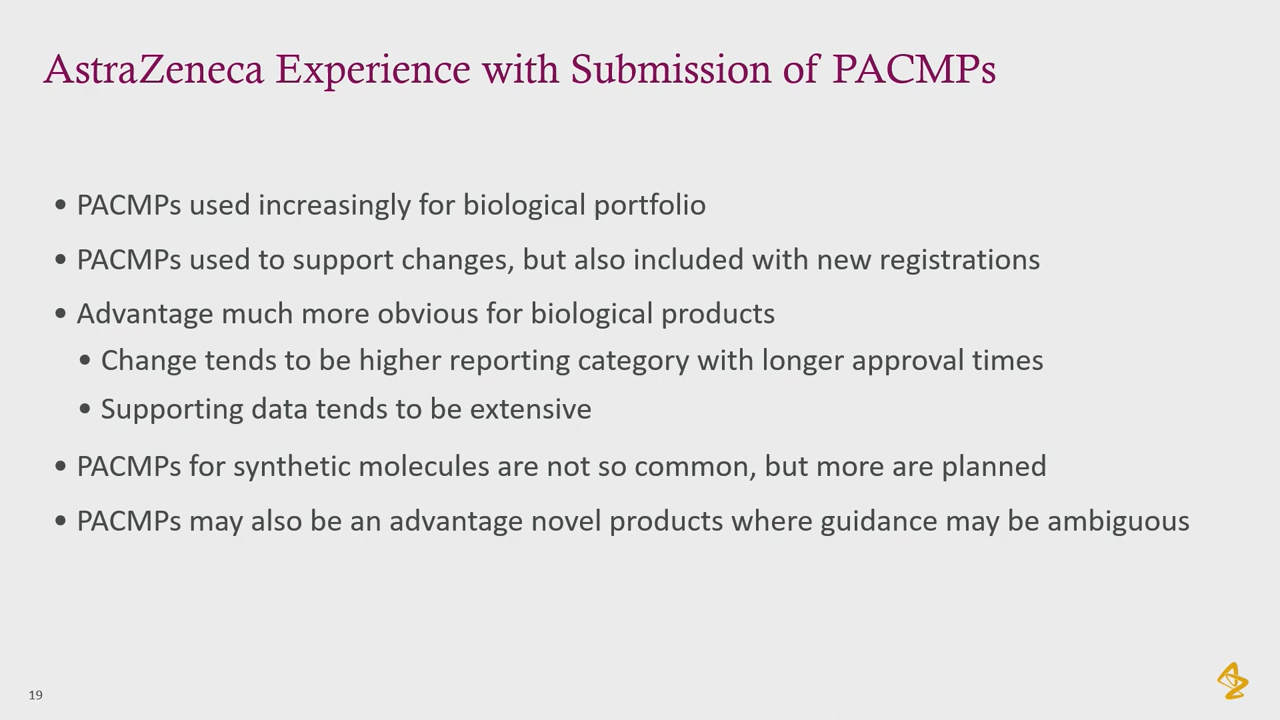 AstraZeneca Experience with Submission of PACMPs
• PACMPs used increasingly for biological portfolio
• PACMPs used to support changes, but also included with new registrations
• Advantage much more obvious for biological products
• Change tends to be higher reporting category with longer approval times
• Supporting data tends to be extensive
• PACMPs for synthetic molecules are not so common, but more are planned
• PACMPs may also be an advantage novel products where guidance may be ambiguous
19